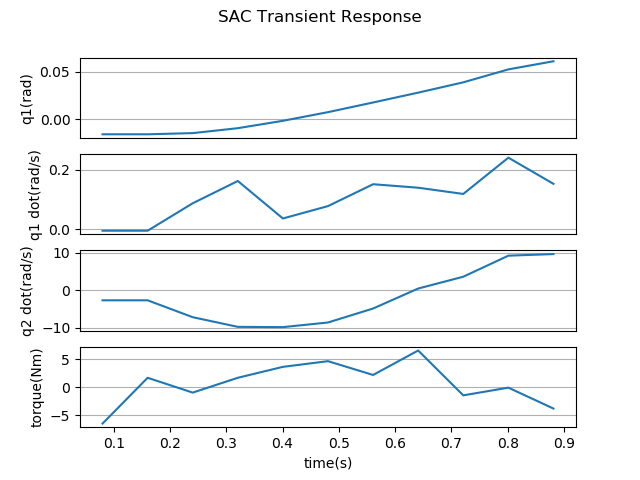 SAC Transient Response
q1(rad)
0.05
0.00
q1 dot(rad/s)
0.2
0.0
q2 dot(rad/s)
10
0
−10
torque(Nm)
5
0
−5
0.1 0.2 0.3 0.4 0.5 0.6 0.7 0.8 0.9
time(s)